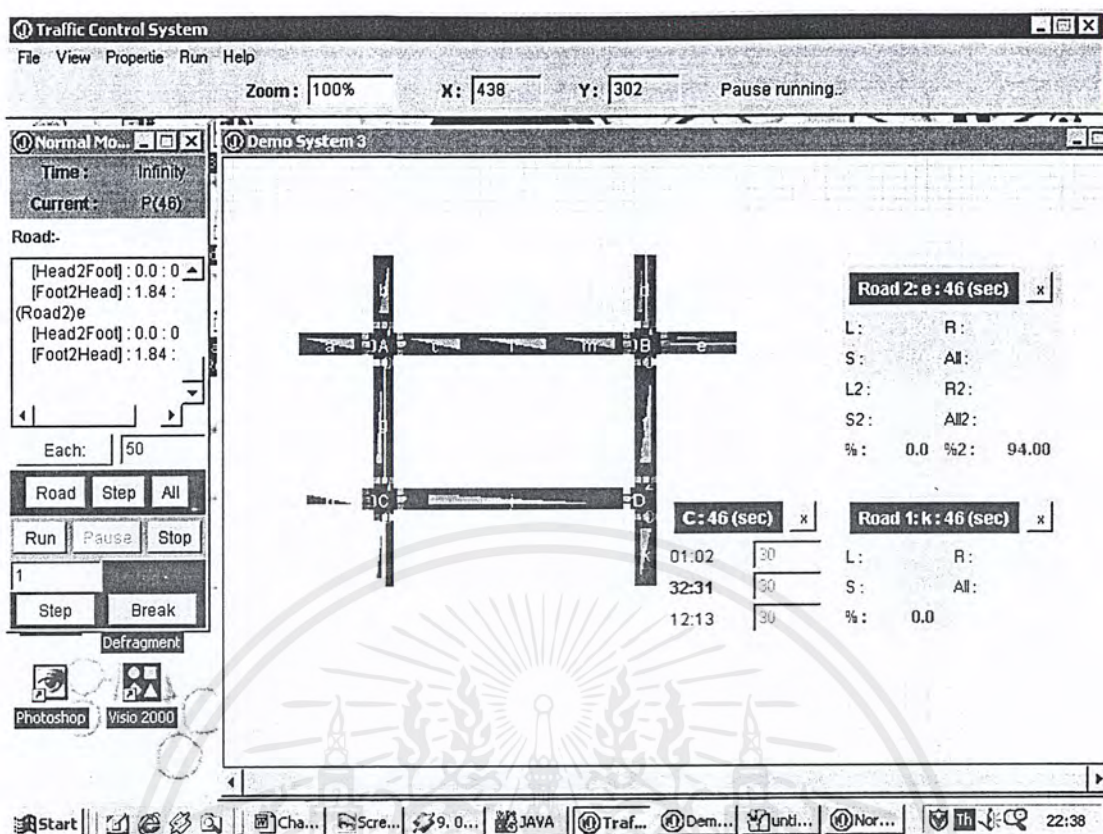 Traffic Control System
File View Propertie Run Help
Zoom : 100% X : 438 Y : 302 Pause running..
Normal Mo...
Time : Infinity
Current : P(46)
Road:-
[Head2Foot] : 0.0 : 0
[Foot2Head] : 1.84 :
(Road2)e
[Head2Foot] : 0.0 : 0
[Foot2Head] : 1.84 :
Each: 50
Road Step All
Run Pause Stop
1
Step Break
Defragment
Photoshop Visio 2000
Demo System 3
b
a A m B e
C D
k
Road 2: e : 46 (sec) x
L : R :
S : All :
L2 : R2 :
S2 : All2 :
% : 0.0 %2 : 94.00
C : 46 (sec) x
01:02 30
32:31 30
12:13 30
Road 1: k : 46 (sec) x
L : R :
S : All :
% : 0.0
Start Cha... Scre... 9. 0... JAVA Traf... Dem... unti... Nor... Th 22:38